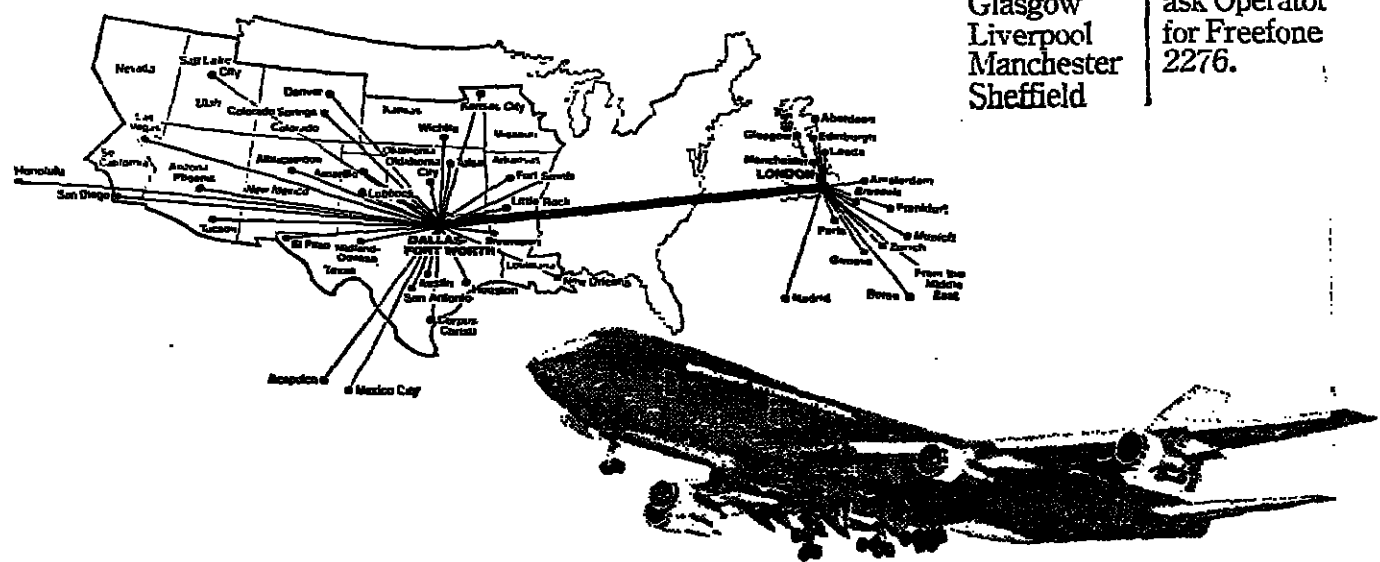 Glasgow
Liverpool
Manchester
Sheffield
ask Operator
for Freefone
2276.
Nevada
Salt Lake
City
Utah
Denver
Colorado Springs
Colorado
Kansas
Kansas City
Wichita
Las
Vegas
So
California
Arizona
Phoenix
Albuquerque
New Mexico
Amarillo
Lubbock
Oklahoma
Oklahoma
City
Tulsa
Arkansas
Fort Smith
Little Rock
Honolulu
San Diego
Tucson
El Paso
Midland-
Odessa
Texas
DALLAS-
FORT WORTH
Shreveport
Louisiana
New Orleans
Austin
San Antonio
Houston
Corpus
Christi
Acapulco
Mexico City
Aberdeen
Glasgow
Edinburgh
Leeds
Manchester
LONDON
Amsterdam
Brussels
Frankfurt
Paris
Munich
Zurich
Geneva
From the
Middle
East
Madrid
Rome